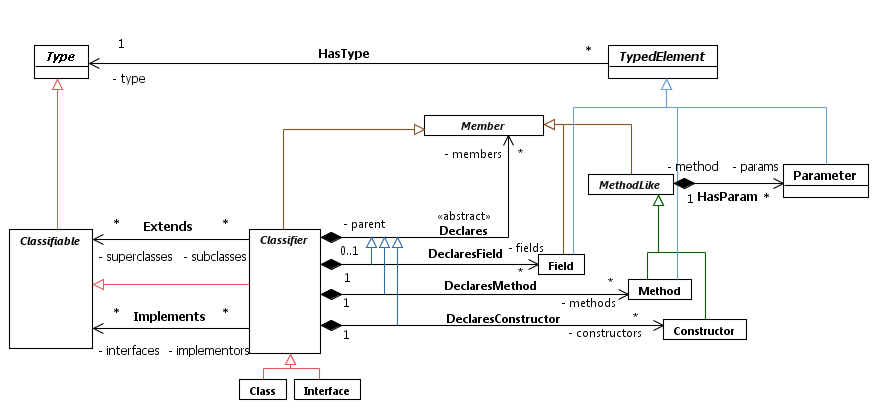 1
HasType
*
Type
TypedElement
- type
Member
- members
*
- method
- params
Parameter
MethodLike
1
HasParam
*
*
Extends
*
- parent
«abstract»
Declares
Classifiable
Classifier
- superclasses
- subclasses
0..1
DeclaresField
- fields
Field
1
*
DeclaresMethod
*
Method
1
- methods
*
Implements
*
DeclaresConstructor
*
Constructor
1
- constructors
- interfaces
- implementors
Class
Interface